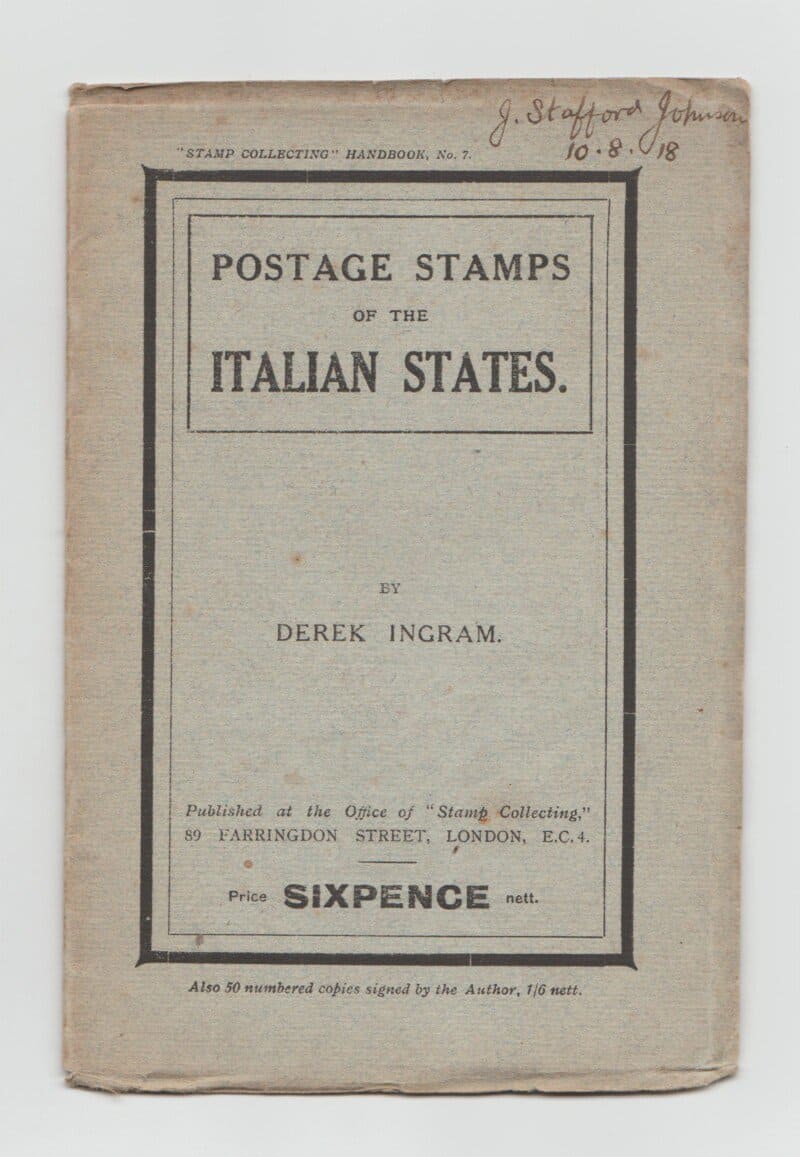 J. Stafford Johnson
10.8.18
"STAMP COLLECTING" HANDBOOK, No. 7.
POSTAGE STAMPS
OF THE
ITALIAN STATES.
BY
DEREK INGRAM.
Published at the Office of "Stamp Collecting,"
89 FARRINGDON STREET, LONDON, E.C. 4.
Price SIXPENCE nett.
Also 50 numbered copies signed by the Author, 1/6 nett.